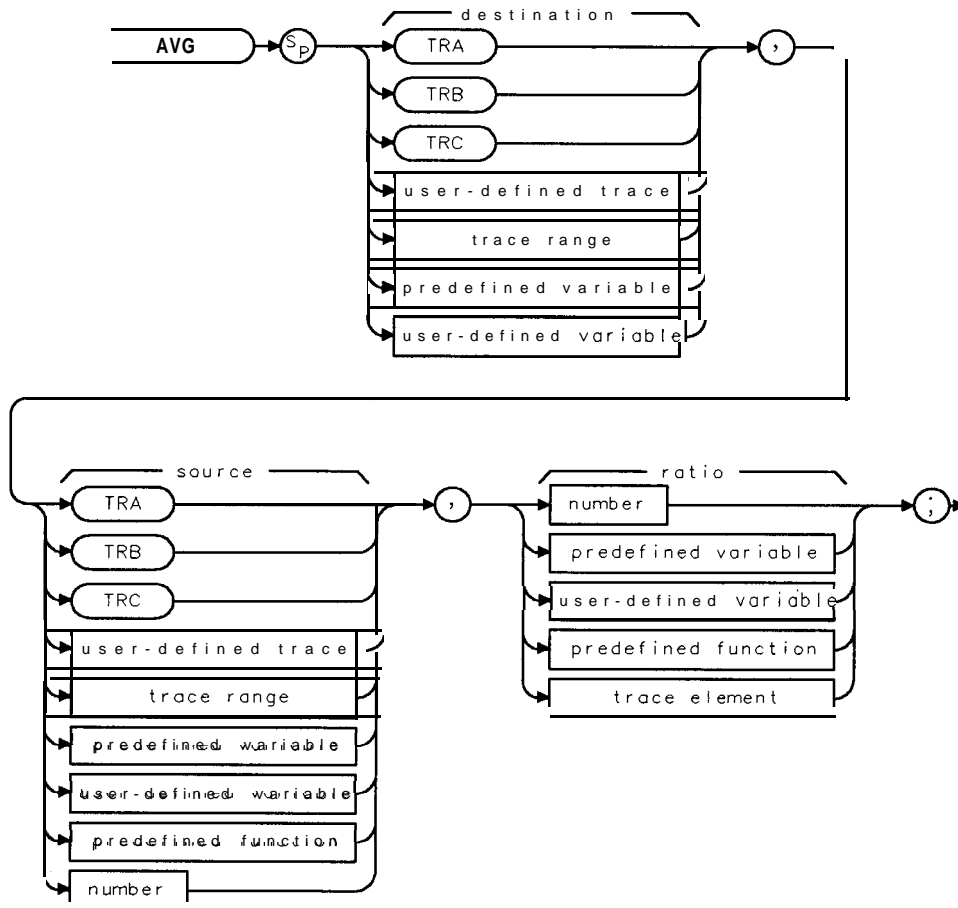 destination
AVG
SP
TRA
,
TRB
TRC
user-defined trace
trace range
predefined variable
user-defined variable
source
TRA
,
TRB
TRC
user-defined trace
trace range
predefined variable
user-defined variable
predefined function
number
ratio
number
;
predefined variable
user-defined variable
predefined function
trace element